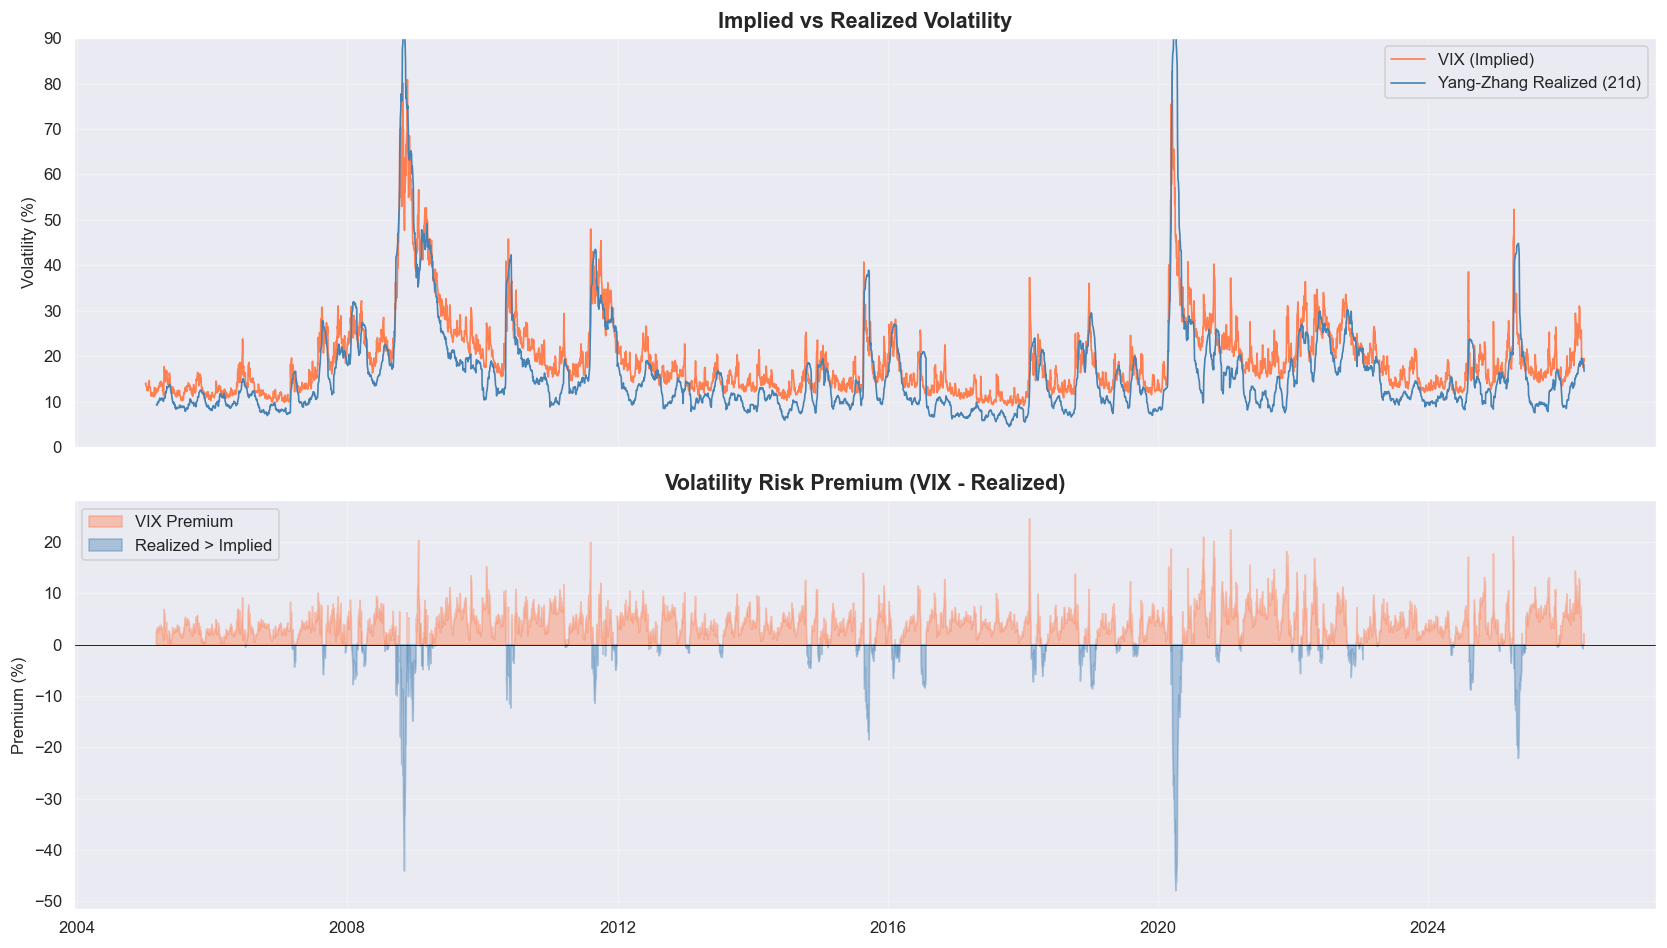 Implied vs Realized Volatility
Volatility (%)
90
80
70
60
50
40
30
20
10
0
VIX (Implied)
Yang-Zhang Realized (21d)
Volatility Risk Premium (VIX - Realized)
Premium (%)
20
10
0
−10
−20
−30
−40
−50
VIX Premium
Realized > Implied
2004 2008 2012 2016 2020 2024